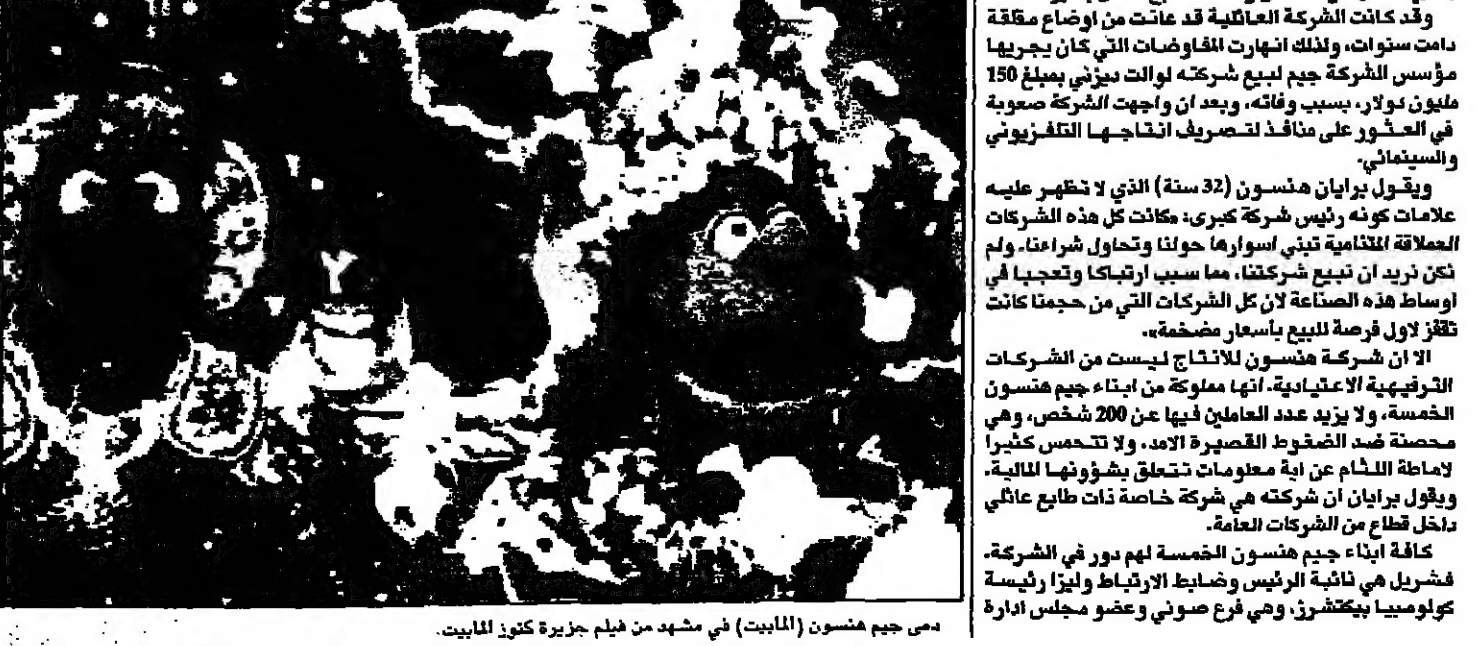 وقد كانت الشركة العائلية قد عانت من اوضاع مقلقة
دامت سنوات، ولذلك انهارت المفاوضات التي كان يجريها
مؤسس الشركة جيم لبيع شركته لوالت ديزني بمبلغ 150
مليون دولار، بسبب وفاته، وبعد ان واجهت الشركة صعوبة
في العثور على منافذ لتصريف انتاجها التلفزيوني
والسينمائي.
ويقول برايان هنسون (32 سنة) الذي لا تظهر عليه
علامات كونه رئيس شركة كبرى: «كانت كل هذه الشركات
العملاقة المتنامية تبني اسوارها حولنا وتحاول شراءنا. ولم
نكن نريد ان نبيع شركتنا، مما سبب ارتباكا وتعجبا في
اوساط هذه الصناعة لان كل الشركات التي من حجمنا كانت
تقفز لاول فرصة للبيع بأسعار مضخمة».
الا ان شركة هنسون للانتاج ليست من الشركات
الترفيهية الاعتيادية. انها مملوكة من ابناء جيم هنسون
الخمسة، ولا يزيد عدد العاملين فيها عن 200 شخص، وهي
محصنة ضد الضغوط القصيرة الامد، ولا تتحمس كثيرا
لاماطة اللثام عن اية معلومات تتعلق بشؤونها المالية.
ويقول برايان ان شركته هي شركة خاصة ذات طابع عائلي
داخل قطاع من الشركات العامة.
كافة ابناء جيم هنسون الخمسة لهم دور في الشركة.
فشريل هي نائبة الرئيس وضابط الارتباط وليزا رئيسة
كولومبيا بيكتشرز، وهي فرع صوني وعضو مجلس ادارة
دمى جيم هنسون (المابيت) في مشهد من فيلم جزيرة كنوز المابيت.